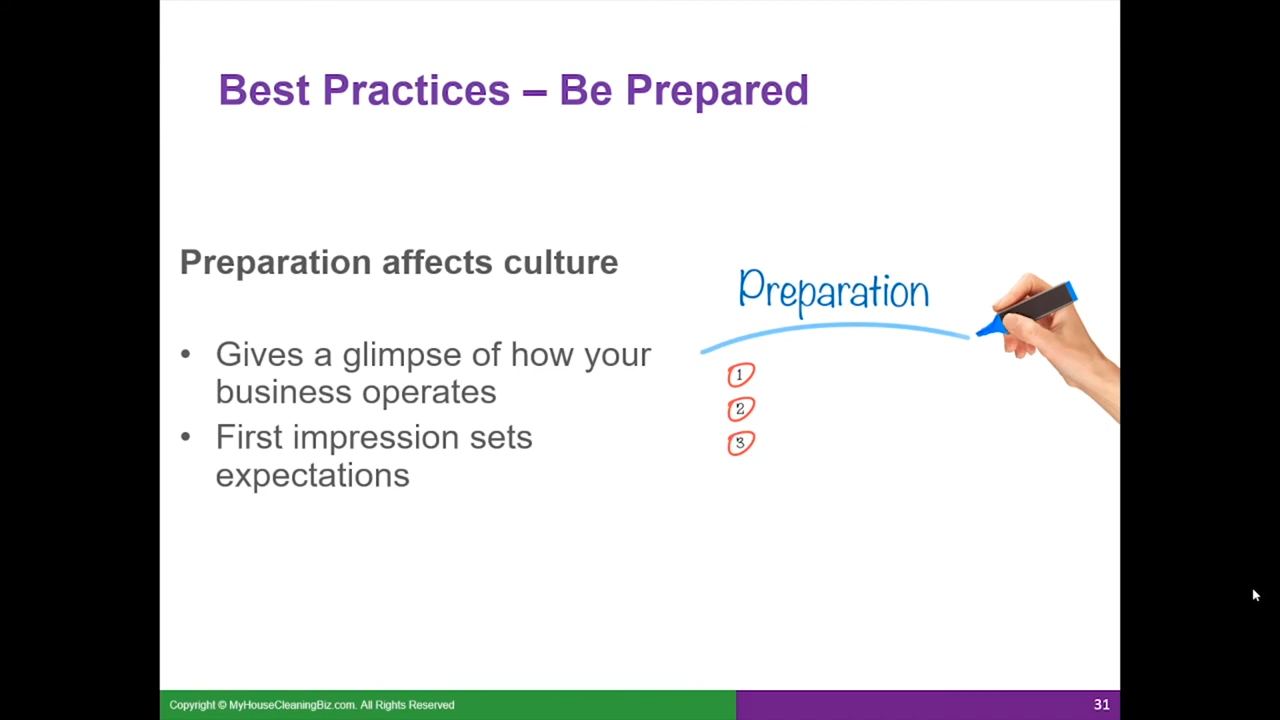 Best Practices – Be Prepared
Preparation affects culture
• Gives a glimpse of how your
business operates
• First impression sets
expectations
Preparation
1
2
3
Copyright © MyHouseCleaningBiz.com. All Rights Reserved
31